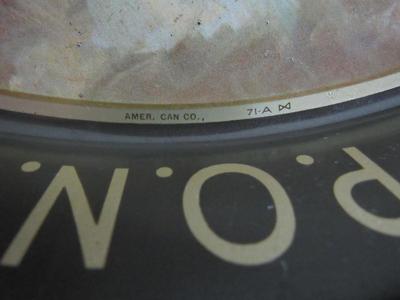 AMER. CAN CO., 71-A ⋈
R.O.N.